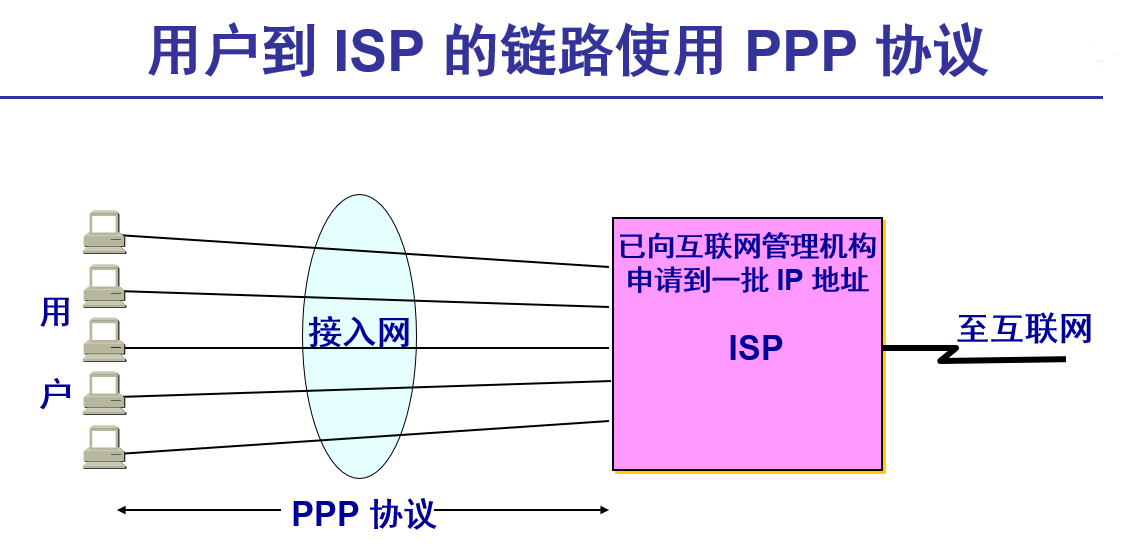 用户到 ISP 的链路使用 PPP 协议
已向互联网管理机构
申请到一批 IP 地址
用
户
接入网
ISP
至互联网
PPP 协议